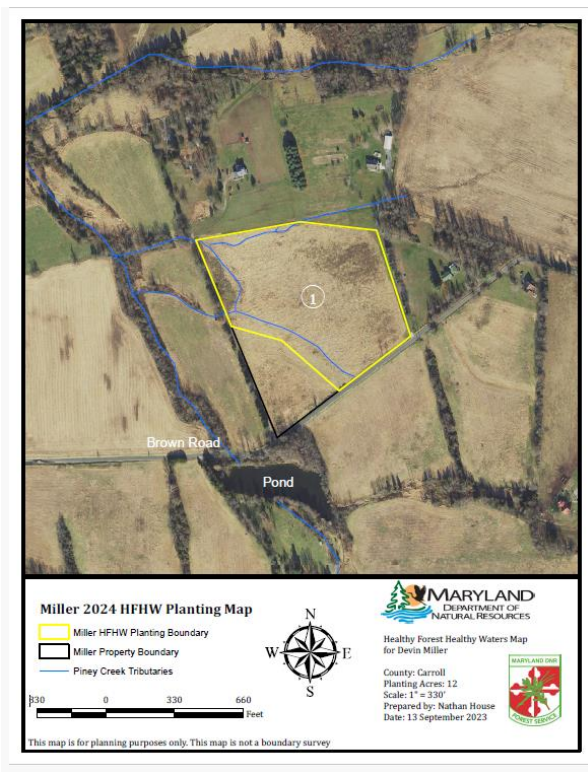 1
Brown Road
Pond
Miller 2024 HFHW Planting Map
Miller HFHW Planting Boundary
Miller Property Boundary
Piney Creek Tributaries
N
W
E
S
330 0 330 660
Feet
This map is for planning purposes only. This map is not a boundary survey
MARYLAND
DEPARTMENT OF
NATURAL RESOURCES
Healthy Forest Healthy Waters Map
for Devin Miller
County: Carroll
Planting Acres: 12
Scale: 1" = 330'
Prepared by: Nathan House
Date: 13 September 2023
MARYLAND DNR
FOREST SERVICE